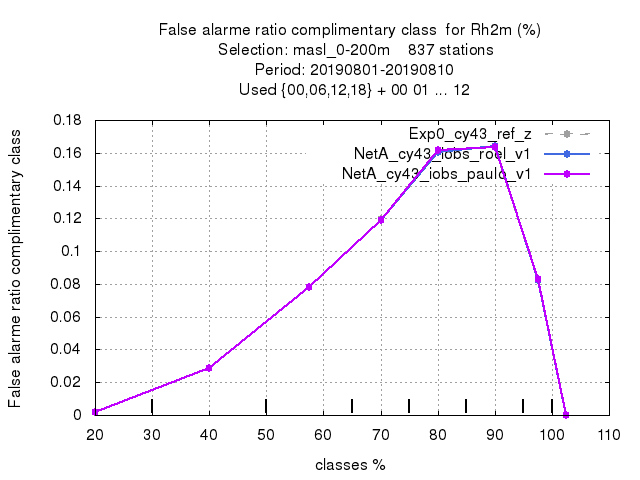 False alarme ratio complimentary class  for Rh2m (%)
Selection: masl_0-200m    837 stations
Period: 20190801-20190810
Used {00,06,12,18} + 00 01 ... 12
False alarme ratio complimentary class
0.18
0.16
0.14
0.12
0.1
0.08
0.06
0.04
0.02
0
Exp0_cy43_ref_z
NetA_cy43_iobs_roel_v1
NetA_cy43_iobs_paulo_v1
20 30 40 50 60 70 80 90 100 110
classes %